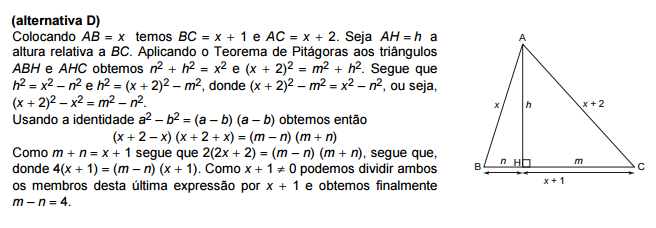 (alternativa D)
Colocando AB = x temos BC = x + 1 e AC = x + 2. Seja AH = h a
altura relativa a BC. Aplicando o Teorema de Pitágoras aos triângulos
ABH e AHC obtemos n² + h² = x² e (x + 2)² = m² + h². Segue que
h² = x² – n² e h² = (x + 2)² – m², donde (x + 2)² – m² = x² – n², ou seja,
(x + 2)² – x² = m² – n².
Usando a identidade a² – b² = (a – b) (a – b) obtemos então
(x + 2 – x) (x + 2 + x) = (m – n) (m + n)
Como m + n = x + 1 segue que 2(2x + 2) = (m – n) (m + n), segue que,
donde 4(x + 1) = (m – n) (x + 1). Como x + 1 ≠ 0 podemos dividir ambos
os membros desta última expressão por x + 1 e obtemos finalmente
m – n = 4.
A
x
h
x + 2
B
n
H
m
C
x + 1